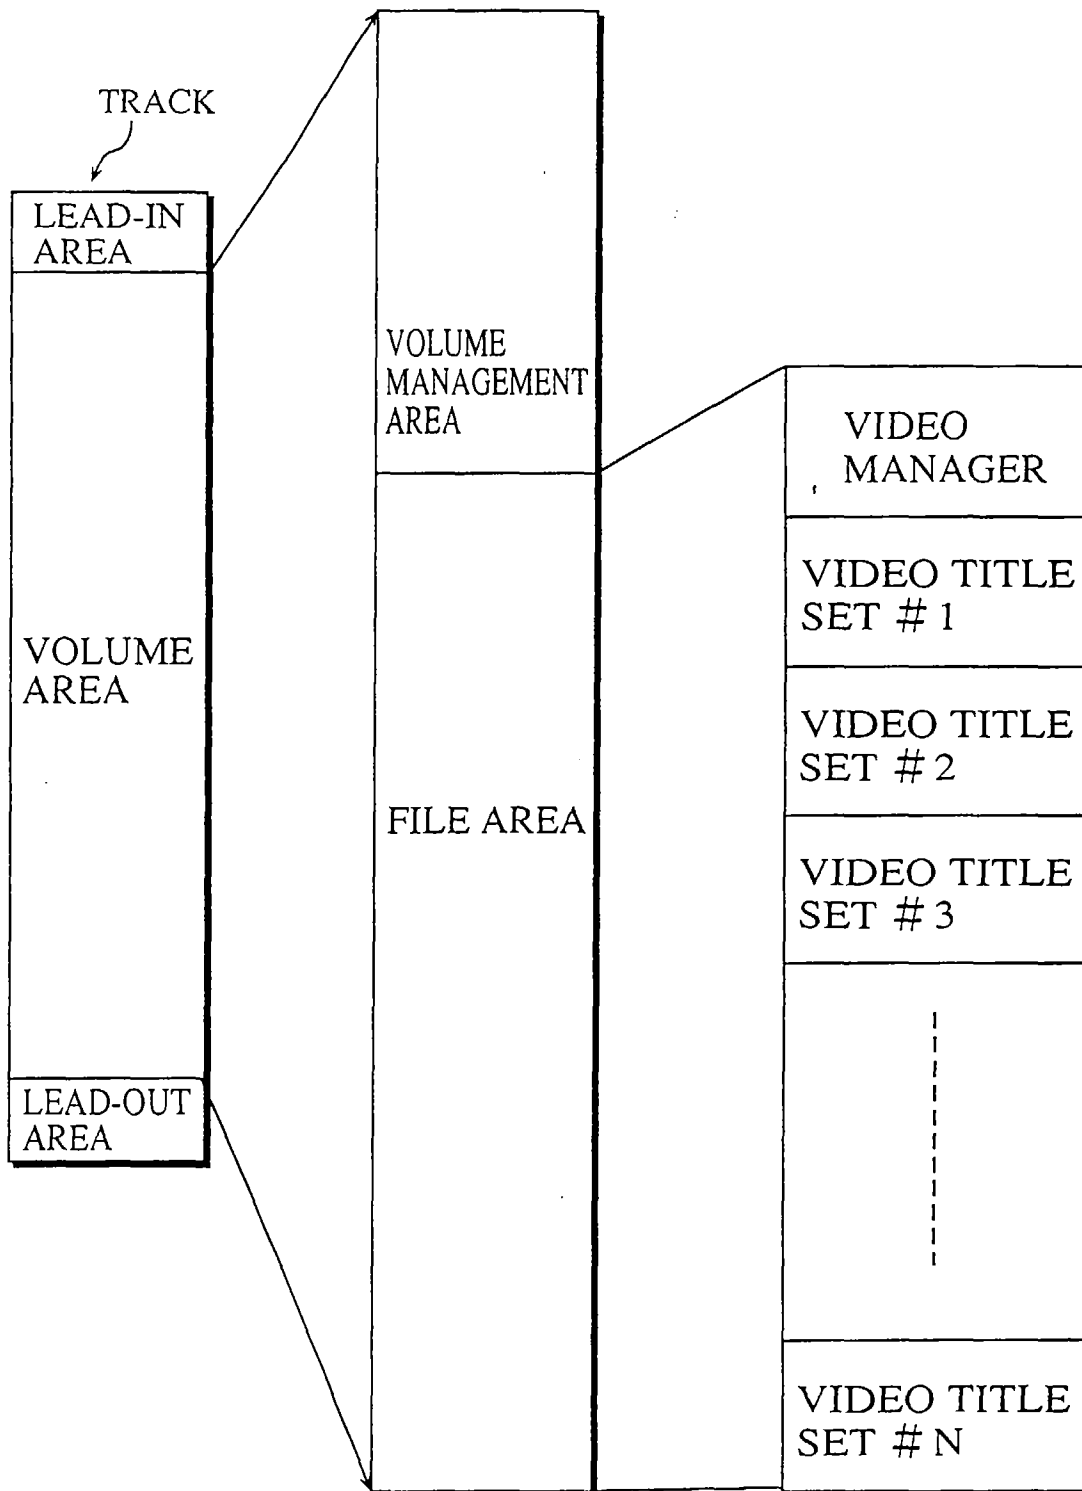 TRACK
LEAD-IN
AREA
VOLUME
AREA
LEAD-OUT
AREA
VOLUME
MANAGEMENT
AREA
FILE AREA
VIDEO
MANAGER
VIDEO TITLE
SET # 1
VIDEO TITLE
SET # 2
VIDEO TITLE
SET # 3
VIDEO TITLE
SET # N